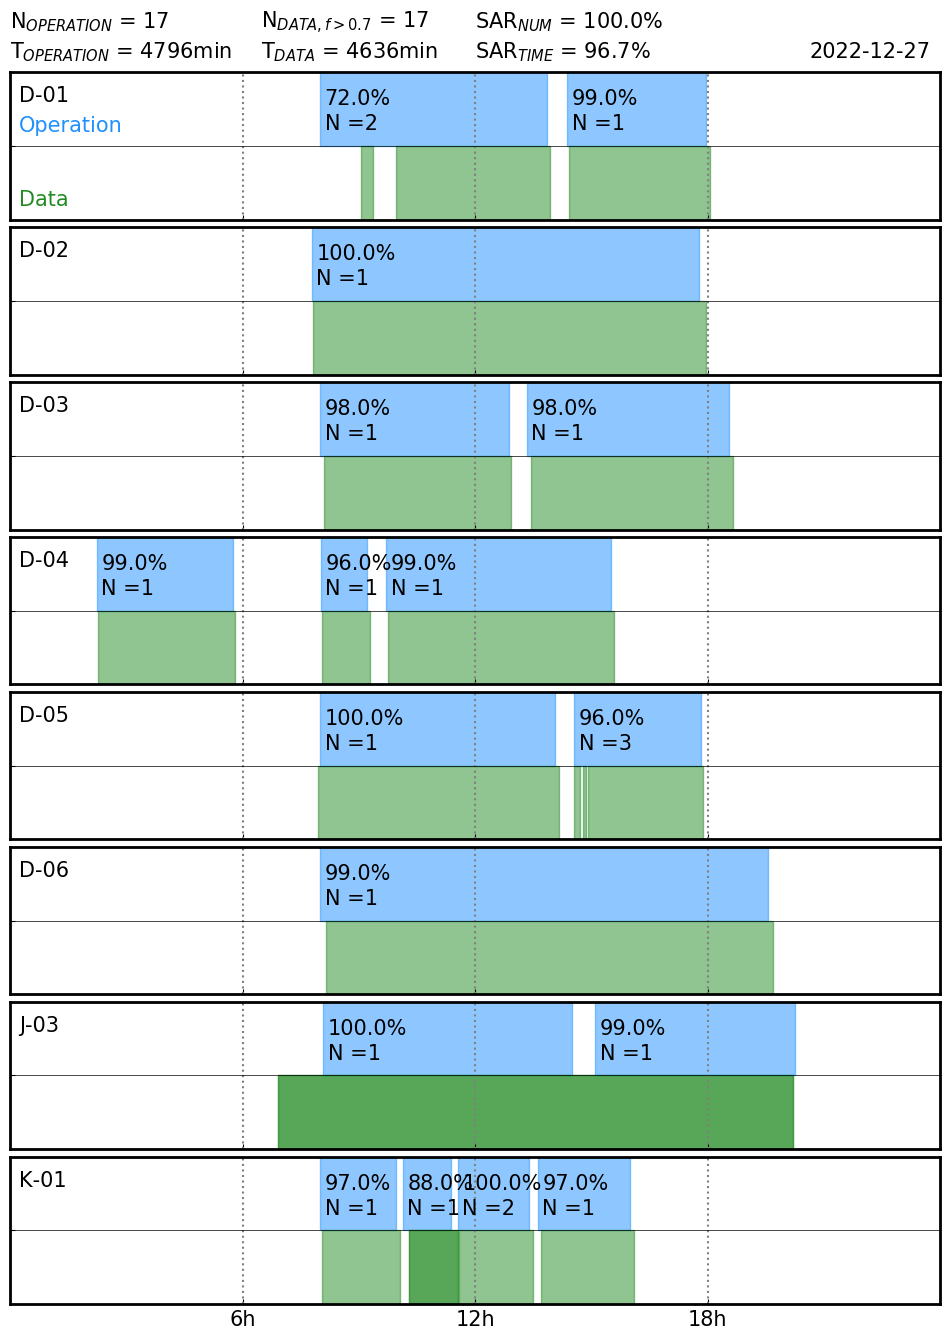 N_OPERATION = 17 N_DATA, f>0.7 = 17 SAR_NUM = 100.0%
T_OPERATION = 4796min T_DATA = 4636min SAR_TIME = 96.7% 2022-12-27
D-01 72.0% 99.0%
Operation N =2 N =1
Data
D-02 100.0%
N =1
D-03 98.0% 98.0%
N =1 N =1
D-04 99.0% 96.0% 99.0%
N =1 N =1 N =1
D-05 100.0% 96.0%
N =1 N =3
D-06 99.0%
N =1
J-03 100.0% 99.0%
N =1 N =1
K-01 97.0% 88.0% 100.0% 97.0%
N =1 N =1 N =2 N =1
6h 12h 18h